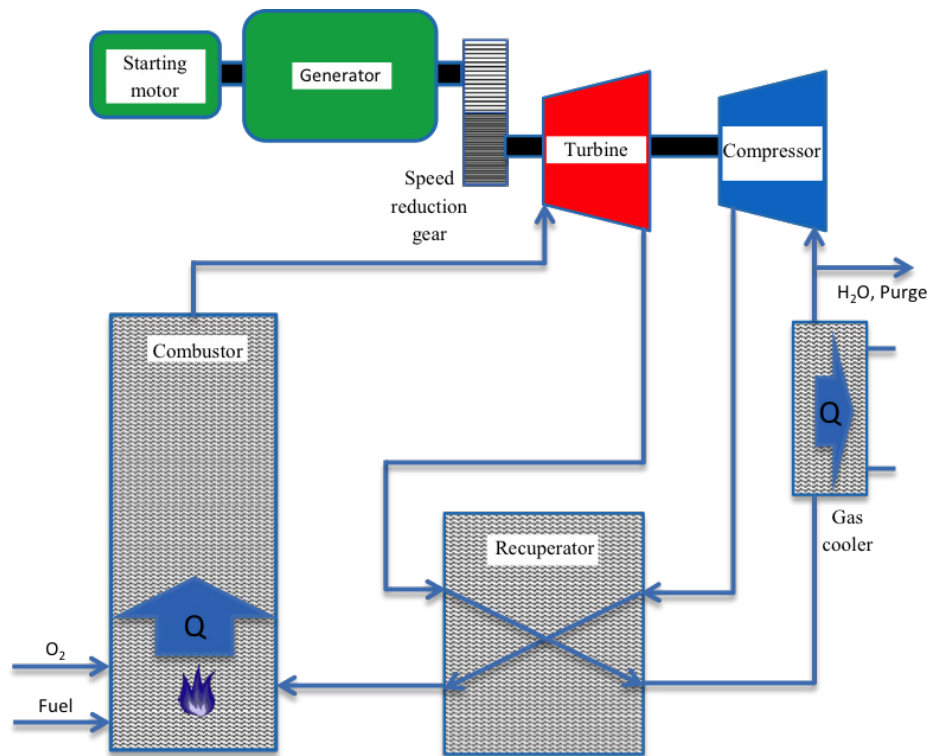 Starting
motor
Generator
Turbine
Compressor
Speed
reduction
gear
H₂O, Purge
Combustor
Q
Gas
cooler
Recuperator
Q
O₂
Fuel